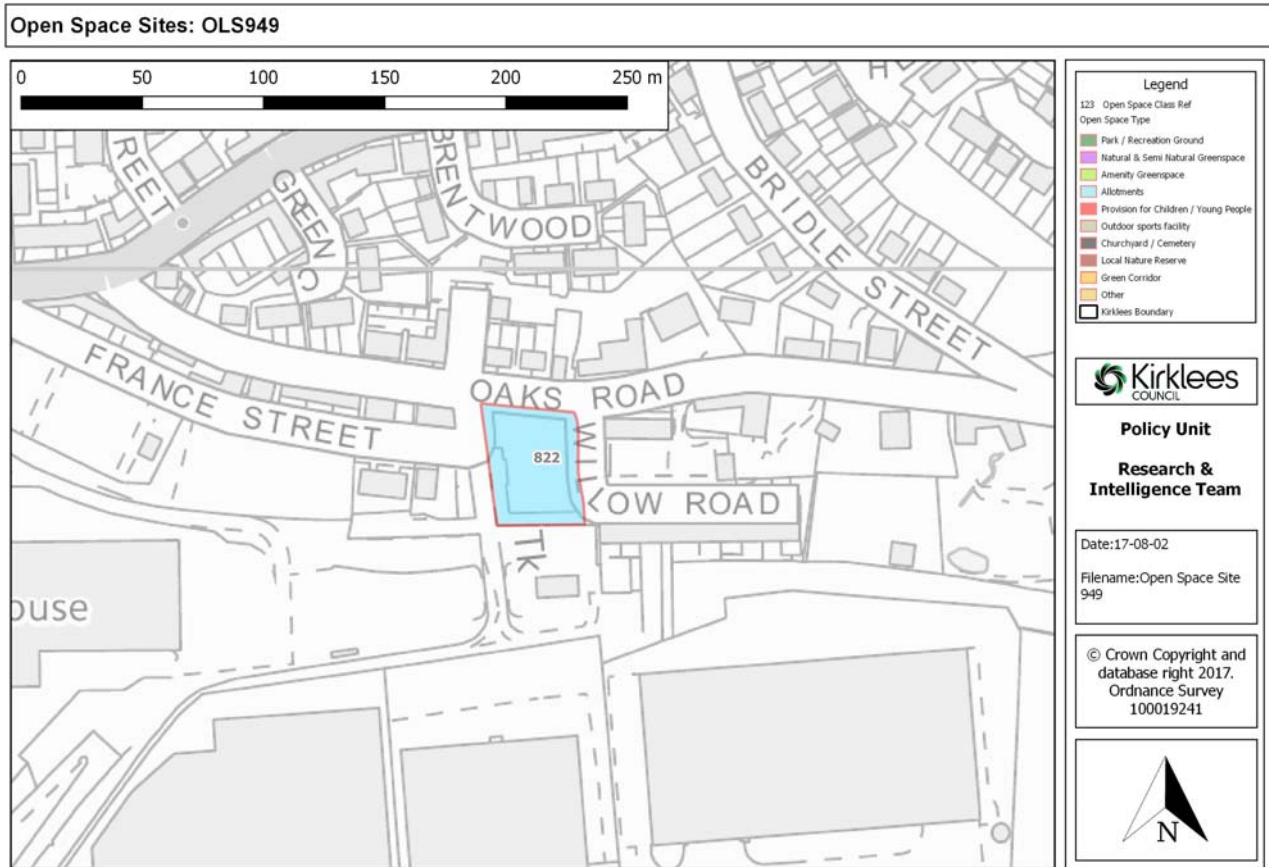 Open Space Sites: OLS949
0 50 100 150 200 250 m
REET
GREEN C
BRENTWOOD
H
BRIDLE STREET
FRANCE STREET
OAKS ROAD
822
WILLOW ROAD
Tk
ouse
Legend
123 Open Space Class Ref
Open Space Type
Park / Recreation Ground
Natural & Semi Natural Greenspace
Amenity Greenspace
Allotments
Provision for Children / Young People
Outdoor sports facility
Churchyard / Cemetery
Local Nature Reserve
Green Corridor
Other
Kirklees Boundary
Kirklees
COUNCIL
Policy Unit
Research &
Intelligence Team
Date:17-08-02
Filename:Open Space Site
949
© Crown Copyright and
database right 2017.
Ordnance Survey
100019241
N